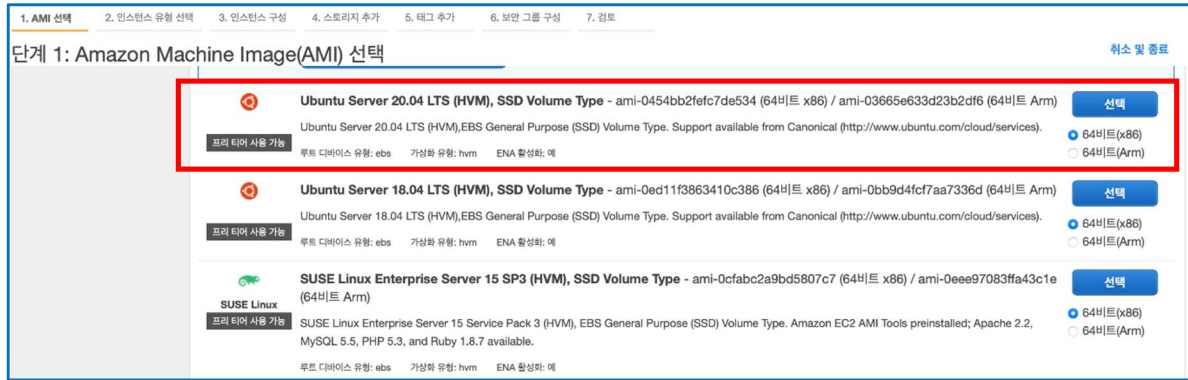 1. AMI 선택 2. 인스턴스 유형 선택 3. 인스턴스 구성 4. 스토리지 추가 5. 태그 추가 6. 보안 그룹 구성 7. 검토
단계 1: Amazon Machine Image(AMI) 선택
취소 및 종료
Ubuntu Server 20.04 LTS (HVM), SSD Volume Type - ami-0454bb2fefc7de534 (64비트 x86) / ami-03665e633d23b2df6 (64비트 Arm)
선택
Ubuntu Server 20.04 LTS (HVM),EBS General Purpose (SSD) Volume Type. Support available from Canonical (http://www.ubuntu.com/cloud/services).
프리 티어 사용 가능
64비트(x86)
64비트(Arm)
루트 디바이스 유형: ebs 가상화 유형: hvm ENA 활성화: 예
Ubuntu Server 18.04 LTS (HVM), SSD Volume Type - ami-0ed11f3863410c386 (64비트 x86) / ami-0bb9d4fcf7aa7336d (64비트 Arm)
선택
Ubuntu Server 18.04 LTS (HVM),EBS General Purpose (SSD) Volume Type. Support available from Canonical (http://www.ubuntu.com/cloud/services).
프리 티어 사용 가능
64비트(x86)
64비트(Arm)
루트 디바이스 유형: ebs 가상화 유형: hvm ENA 활성화: 예
SUSE Linux Enterprise Server 15 SP3 (HVM), SSD Volume Type - ami-0cfabc2a9bd5807c7 (64비트 x86) / ami-0eee97083ffa43c1e
(64비트 Arm)
선택
SUSE Linux
프리 티어 사용 가능
SUSE Linux Enterprise Server 15 Service Pack 3 (HVM), EBS General Purpose (SSD) Volume Type. Amazon EC2 AMI Tools preinstalled; Apache 2.2,
MySQL 5.5, PHP 5.3, and Ruby 1.8.7 available.
64비트(x86)
64비트(Arm)
루트 디바이스 유형: ebs 가상화 유형: hvm ENA 활성화: 예